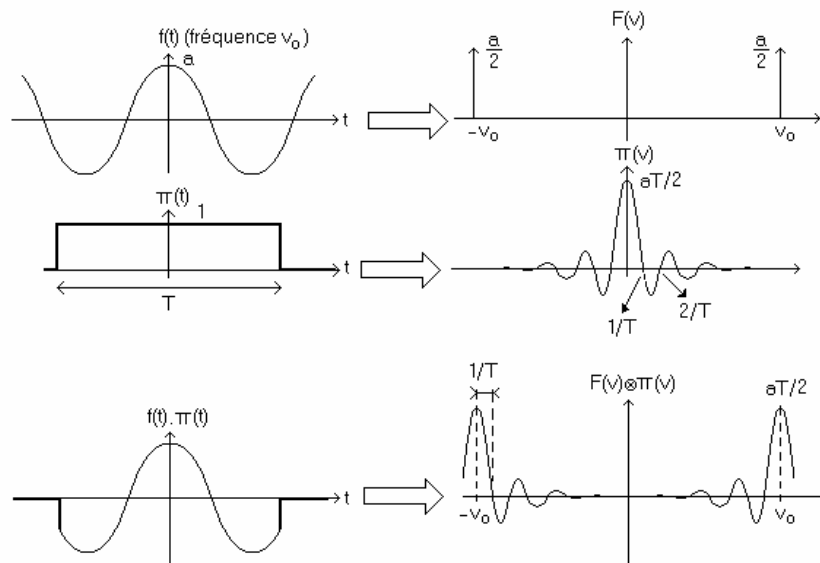 f(t) (fréquence νo)
a
t
F(ν)
a/2
a/2
-νo
νo
π(t)
1
t
T
π(ν)
aT/2
1/T
2/T
f(t).π(t)
t
1/T
F(ν)⊗π(ν)
aT/2
-νo
νo